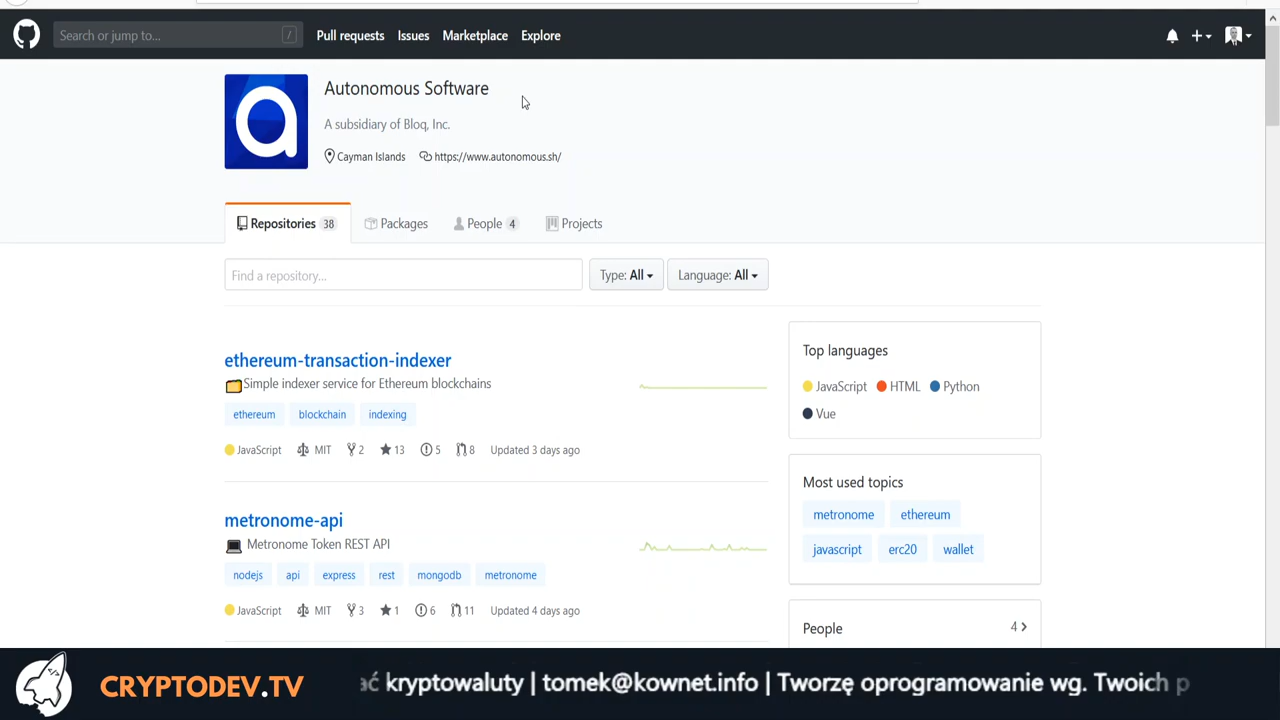 Search or jump to... /
Pull requests Issues Marketplace Explore
Autonomous Software
A subsidiary of Bloq, Inc.
Cayman Islands https://www.autonomous.sh/
Repositories 38 Packages People 4 Projects
Find a repository... Type: All Language: All
ethereum-transaction-indexer
Simple indexer service for Ethereum blockchains
ethereum blockchain indexing
JavaScript MIT 2 13 5 8 Updated 3 days ago
metronome-api
Metronome Token REST API
nodejs api express rest mongodb metronome
JavaScript MIT 3 1 6 11 Updated 4 days ago
Top languages
JavaScript HTML Python
Vue
Most used topics
metronome ethereum
javascript erc20 wallet
People 4
CRYPTODEV.TV
ać kryptowaluty | tomek@kownet.info | Tworzę oprogramowanie wg. Twoich p